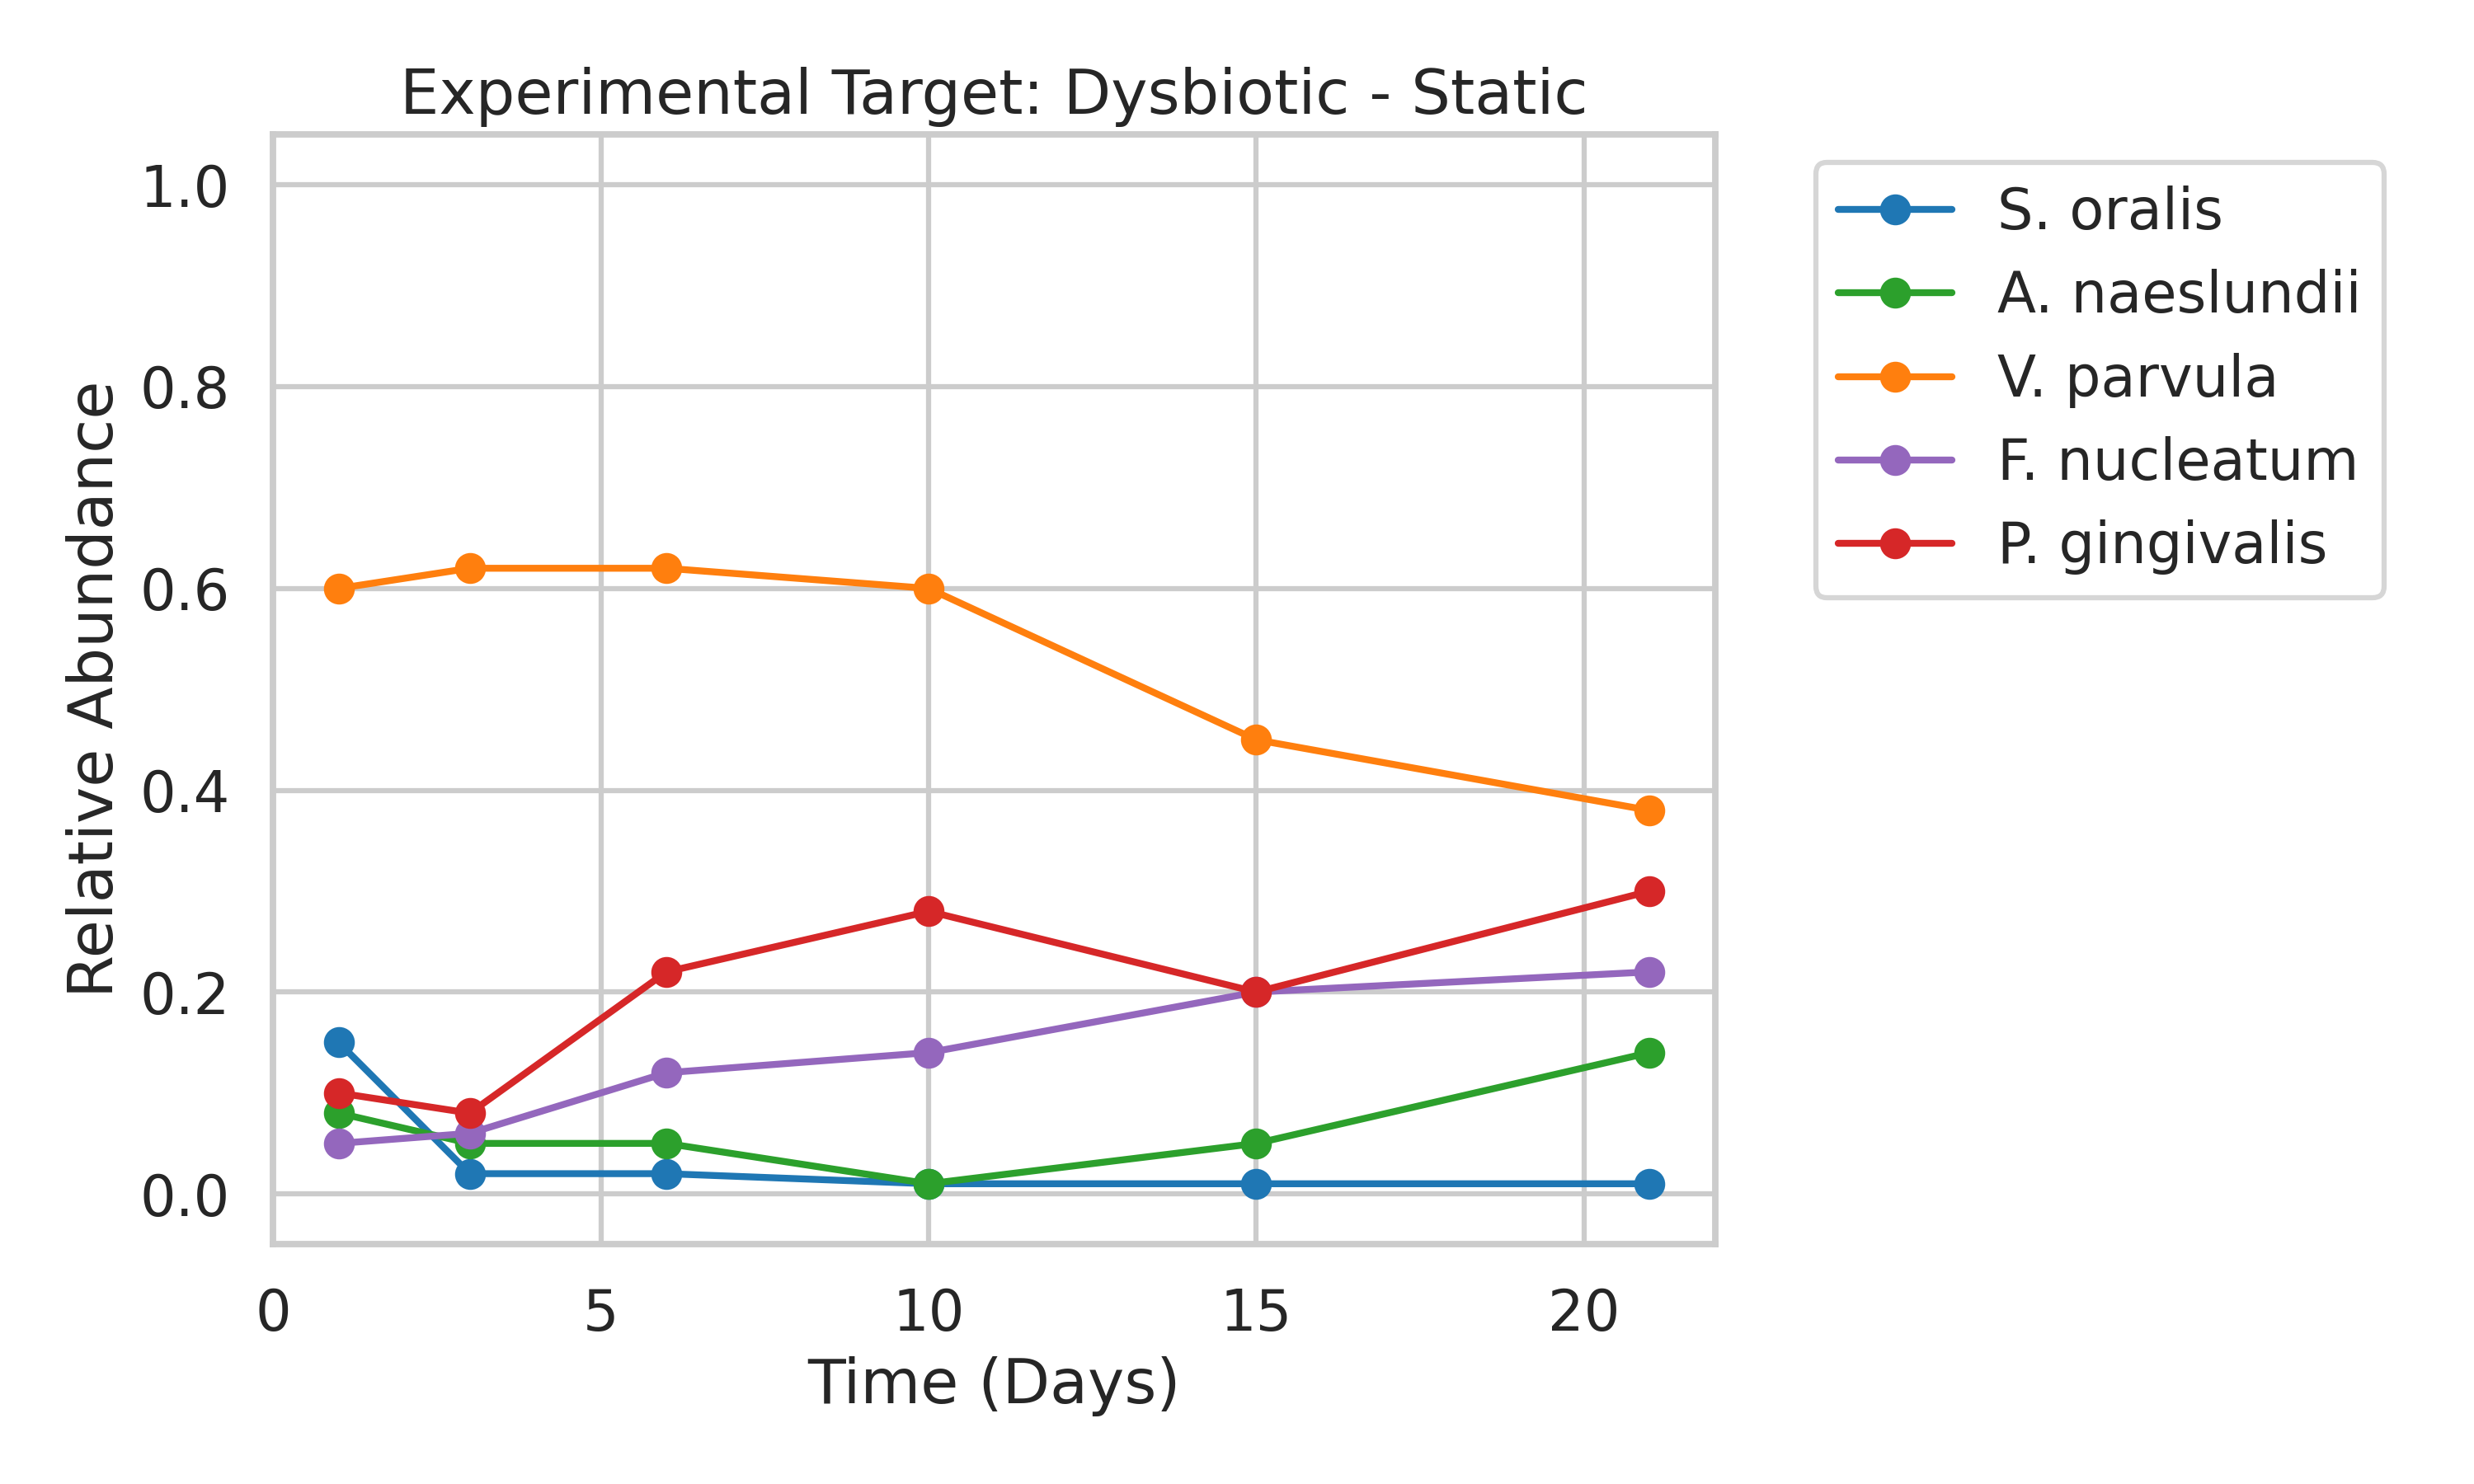 Experimental Target: Dysbiotic - Static
1.0
0.8
0.6
0.4
0.2
0.0
Relative Abundance
0 5 10 15 20
Time (Days)
S. oralis
A. naeslundii
V. parvula
F. nucleatum
P. gingivalis